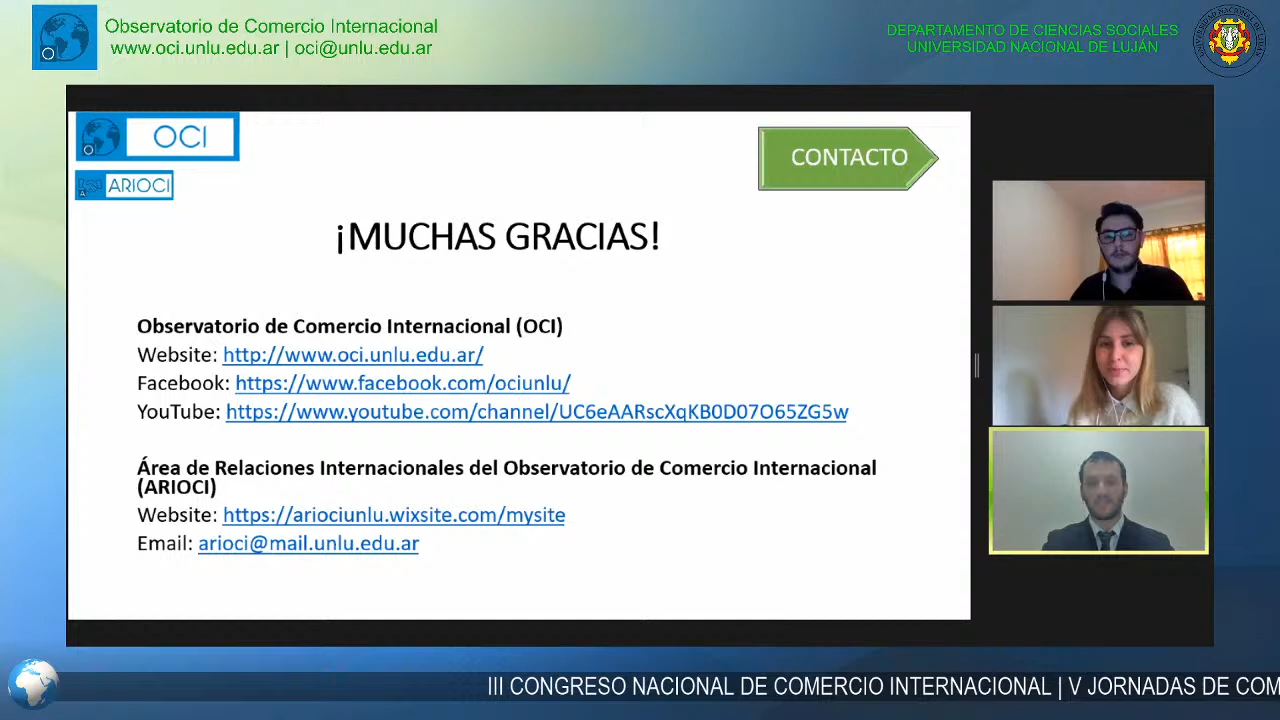 Observatorio de Comercio Internacional
www.oci.unlu.edu.ar | oci@unlu.edu.ar
DEPARTAMENTO DE CIENCIAS SOCIALES
UNIVERSIDAD NACIONAL DE LUJÁN
OCI
ARIOCI
CONTACTO
¡MUCHAS GRACIAS!
Observatorio de Comercio Internacional (OCI)
Website: http://www.oci.unlu.edu.ar/
Facebook: https://www.facebook.com/ociunlu/
YouTube: https://www.youtube.com/channel/UC6eAARscXqKB0D07O65ZG5w
Área de Relaciones Internacionales del Observatorio de Comercio Internacional
(ARIOCI)
Website: https://ariociunlu.wixsite.com/mysite
Email: arioci@mail.unlu.edu.ar
III CONGRESO NACIONAL DE COMERCIO INTERNACIONAL | V JORNADAS DE COM